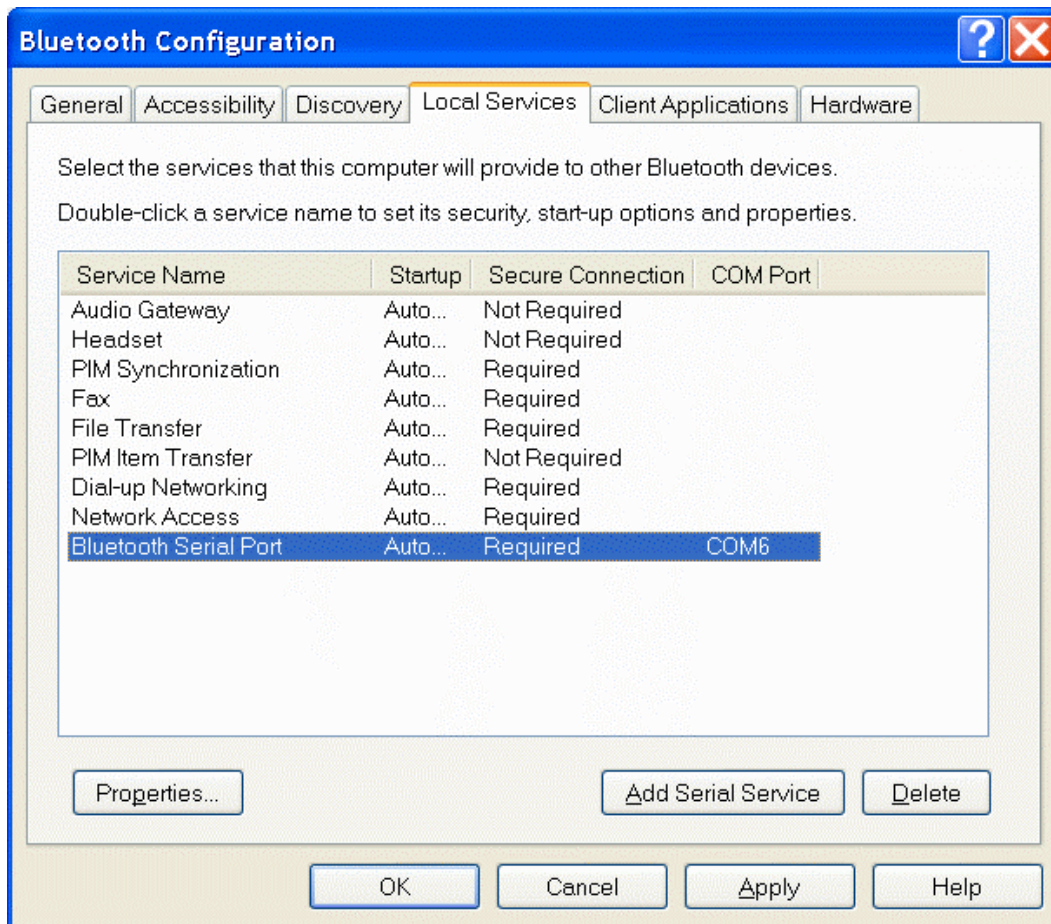 Bluetooth Configuration
General Accessibility Discovery Local Services Client Applications Hardware
Select the services that this computer will provide to other Bluetooth devices.
Double-click a service name to set its security, start-up options and properties.
Service Name Startup Secure Connection COM Port
Audio Gateway Auto... Not Required
Headset Auto... Not Required
PIM Synchronization Auto... Required
Fax Auto... Required
File Transfer Auto... Required
PIM Item Transfer Auto... Not Required
Dial-up Networking Auto... Required
Network Access Auto... Required
Bluetooth Serial Port Auto... Required COM6
Properties... Add Serial Service Delete
OK Cancel Apply Help